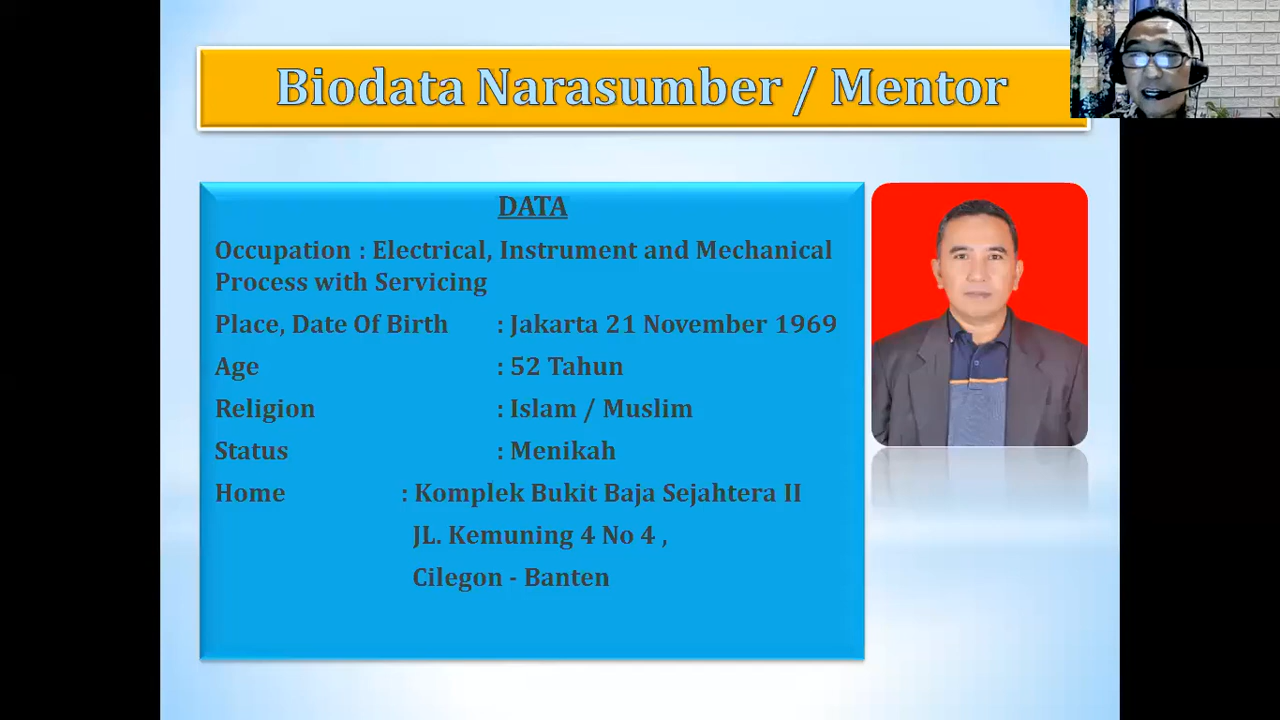 Biodata Narasumber / Mentor
DATA
Occupation : Electrical, Instrument and Mechanical
Process with Servicing
Place, Date Of Birth : Jakarta 21 November 1969
Age : 52 Tahun
Religion : Islam / Muslim
Status : Menikah
Home : Komplek Bukit Baja Sejahtera II
JL. Kemuning 4 No 4 ,
Cilegon - Banten